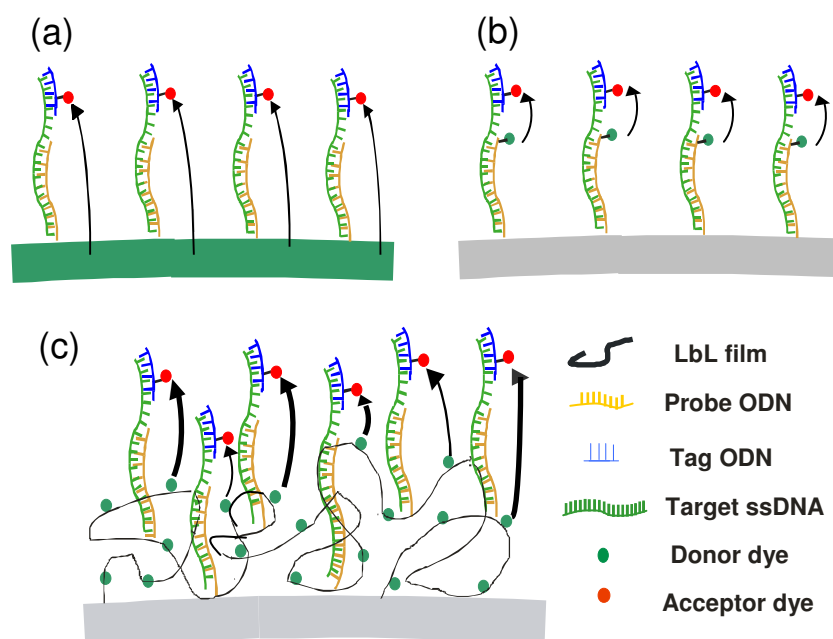 (a)
(b)
(c)
LbL film
Probe ODN
Tag ODN
Target ssDNA
Donor dye
Acceptor dye